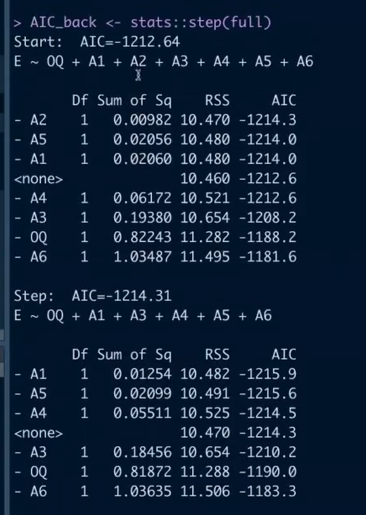 > AIC_back <- stats::step(full)
Start:  AIC=-1212.64
E ~ OQ + A1 + A2 + A3 + A4 + A5 + A6
       Df Sum of Sq    RSS     AIC
- A2    1   0.00982 10.470 -1214.3
- A5    1   0.02056 10.480 -1214.0
- A1    1   0.02060 10.480 -1214.0
<none>              10.460 -1212.6
- A4    1   0.06172 10.521 -1212.6
- A3    1   0.19380 10.654 -1208.2
- OQ    1   0.82243 11.282 -1188.2
- A6    1   1.03487 11.495 -1181.6
Step:  AIC=-1214.31
E ~ OQ + A1 + A3 + A4 + A5 + A6
       Df Sum of Sq    RSS     AIC
- A1    1   0.01254 10.482 -1215.9
- A5    1   0.02099 10.491 -1215.6
- A4    1   0.05511 10.525 -1214.5
<none>              10.470 -1214.3
- A3    1   0.18456 10.654 -1210.2
- OQ    1   0.81872 11.288 -1190.0
- A6    1   1.03635 11.506 -1183.3